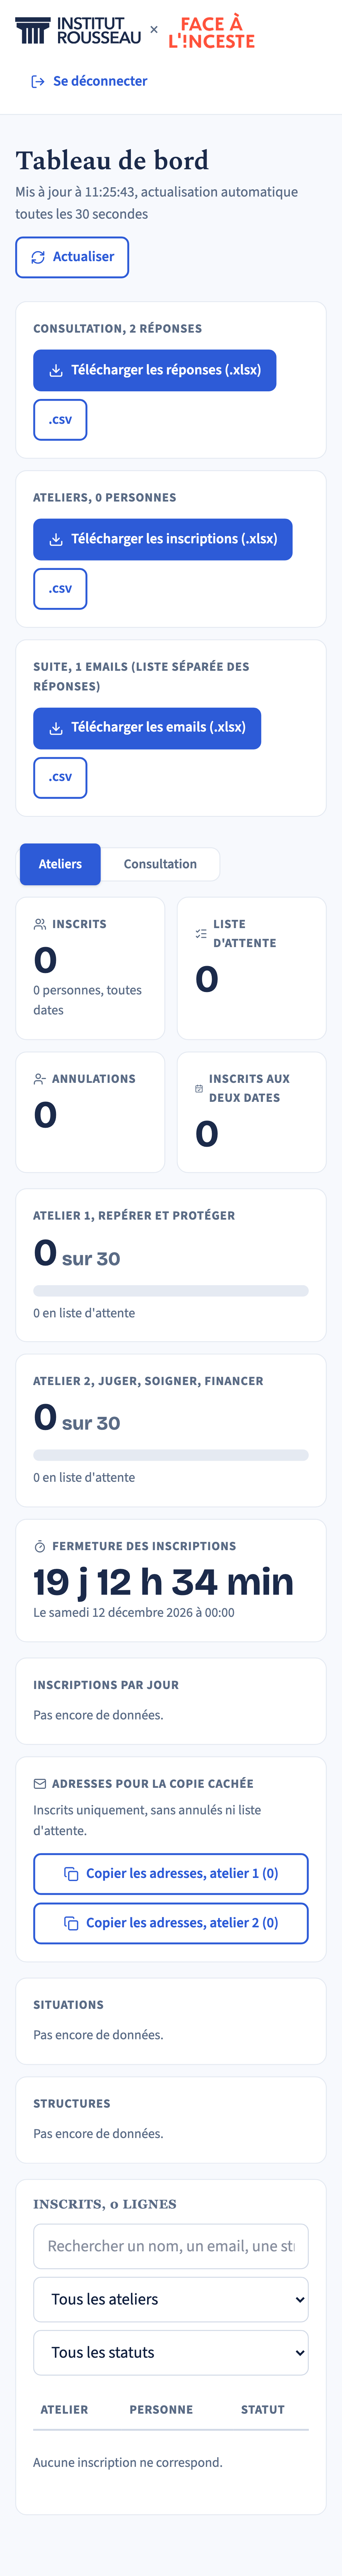 INSTITUT
ROUSSEAU
×
FACE À
L'!NCESTE
Se déconnecter
Tableau de bord
Mis à jour à 11:25:43, actualisation automatique
toutes les 30 secondes
Actualiser
CONSULTATION, 2 RÉPONSES
Télécharger les réponses (.xlsx)
.csv
ATELIERS, 0 PERSONNES
Télécharger les inscriptions (.xlsx)
.csv
SUITE, 1 EMAILS (LISTE SÉPARÉE DES
RÉPONSES)
Télécharger les emails (.xlsx)
.csv
Ateliers
Consultation
INSCRITS
0
0 personnes, toutes
dates
LISTE
D'ATTENTE
0
ANNULATIONS
0
INSCRITS AUX
DEUX DATES
0
ATELIER 1, REPÉRER ET PROTÉGER
0 sur 30
0 en liste d'attente
ATELIER 2, JUGER, SOIGNER, FINANCER
0 sur 30
0 en liste d'attente
FERMETURE DES INSCRIPTIONS
19 j 12 h 34 min
Le samedi 12 décembre 2026 à 00:00
INSCRIPTIONS PAR JOUR
Pas encore de données.
ADRESSES POUR LA COPIE CACHÉE
Inscrits uniquement, sans annulés ni liste
d'attente.
Copier les adresses, atelier 1 (0)
Copier les adresses, atelier 2 (0)
SITUATIONS
Pas encore de données.
STRUCTURES
Pas encore de données.
INSCRITS, 0 LIGNES
Rechercher un nom, un email, une str
Tous les ateliers
Tous les statuts
ATELIER PERSONNE STATUT
Aucune inscription ne correspond.